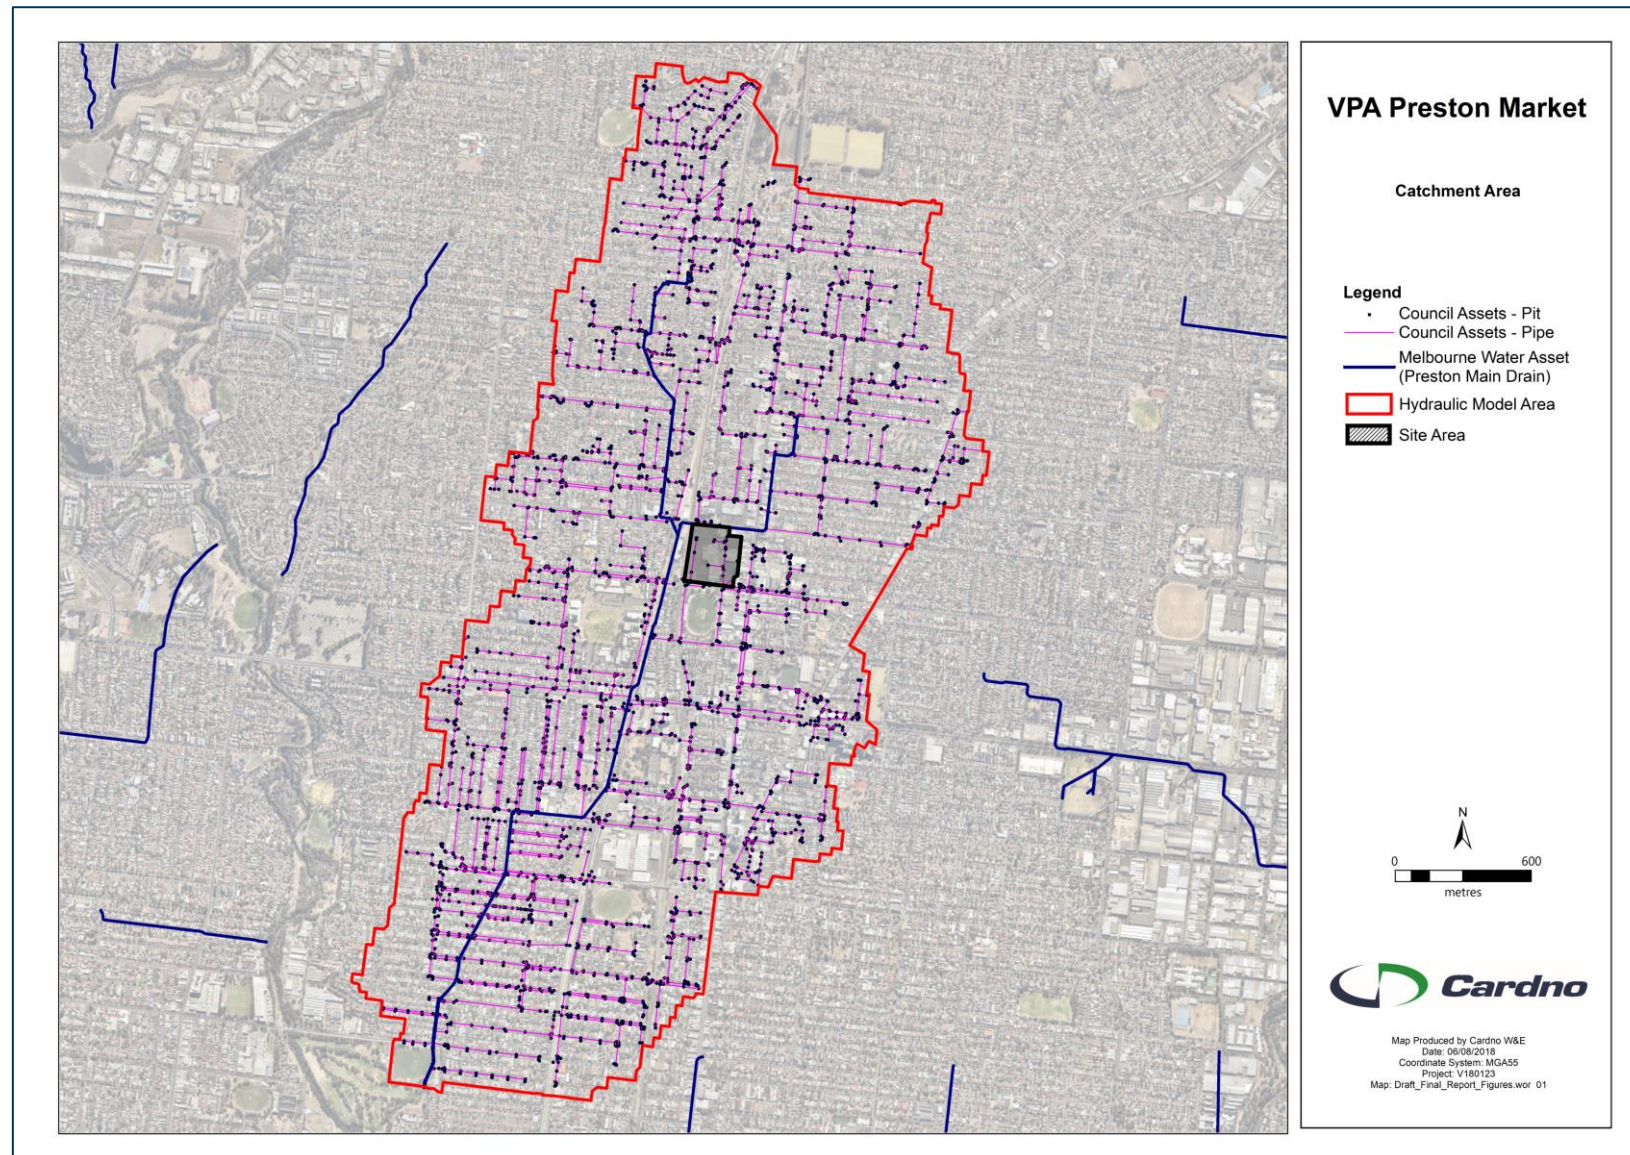 VPA Preston Market
Catchment Area
Legend
Council Assets - Pit
Council Assets - Pipe
Melbourne Water Asset
(Preston Main Drain)
Hydraulic Model Area
Site Area
N
0 600
metres
Cardno
Map Produced by Cardno W&E
Date: 06/08/2018
Coordinate System: MGA55
Project: V180123
Map: Draft_Final_Report_Figures.wor 01